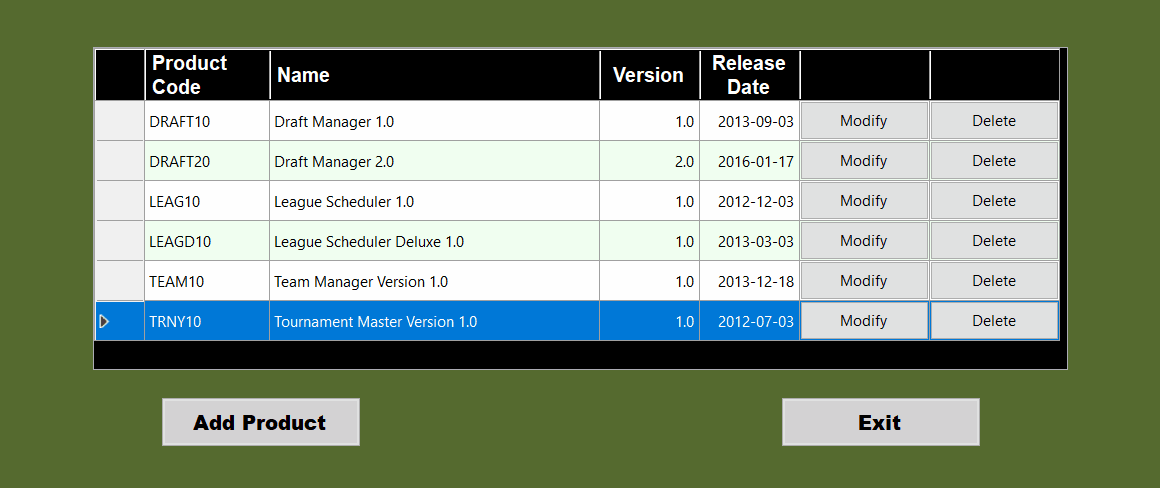 Product Code Name Version Release Date
DRAFT10 Draft Manager 1.0 1.0 2013-09-03 Modify Delete
DRAFT20 Draft Manager 2.0 2.0 2016-01-17 Modify Delete
LEAG10 League Scheduler 1.0 1.0 2012-12-03 Modify Delete
LEAGD10 League Scheduler Deluxe 1.0 1.0 2013-03-03 Modify Delete
TEAM10 Team Manager Version 1.0 1.0 2013-12-18 Modify Delete
TRNY10 Tournament Master Version 1.0 1.0 2012-07-03 Modify Delete
Add Product Exit